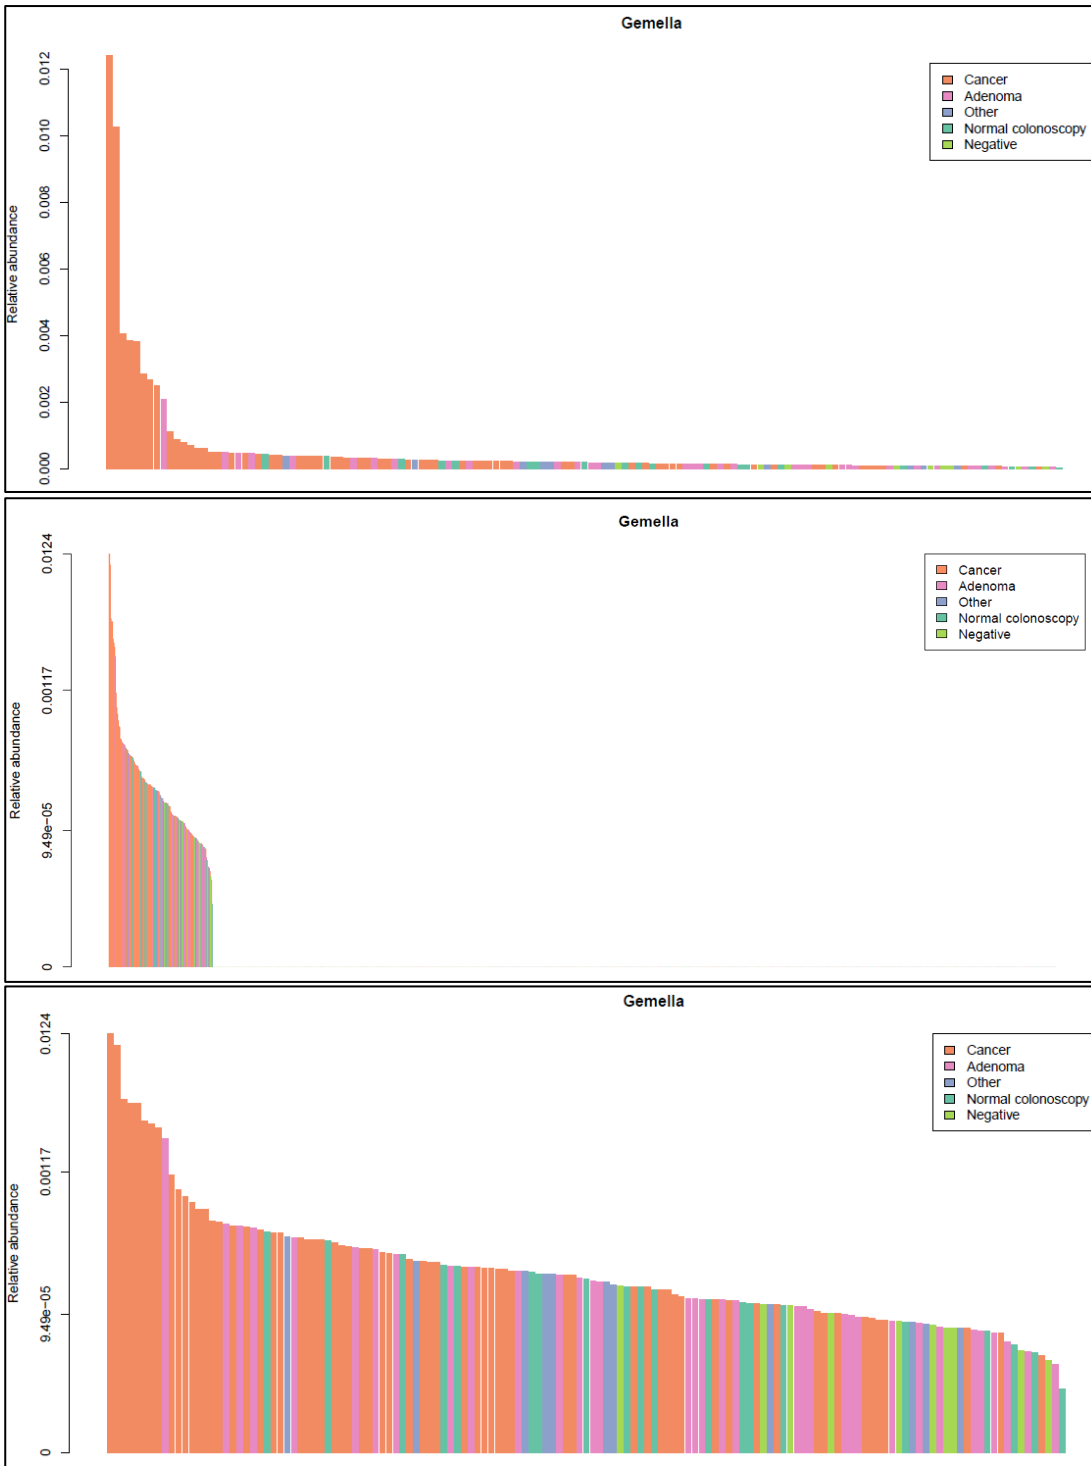 Gemella
Cancer
Adenoma
Other
Normal colonoscopy
Negative
Relative abundance
0.012
0.010
0.008
0.006
0.004
0.002
0.000
Gemella
Cancer
Adenoma
Other
Normal colonoscopy
Negative
Relative abundance
0.0124
0.00117
9.49e-05
0
Gemella
Cancer
Adenoma
Other
Normal colonoscopy
Negative
Relative abundance
0.0124
0.00117
9.49e-05
0